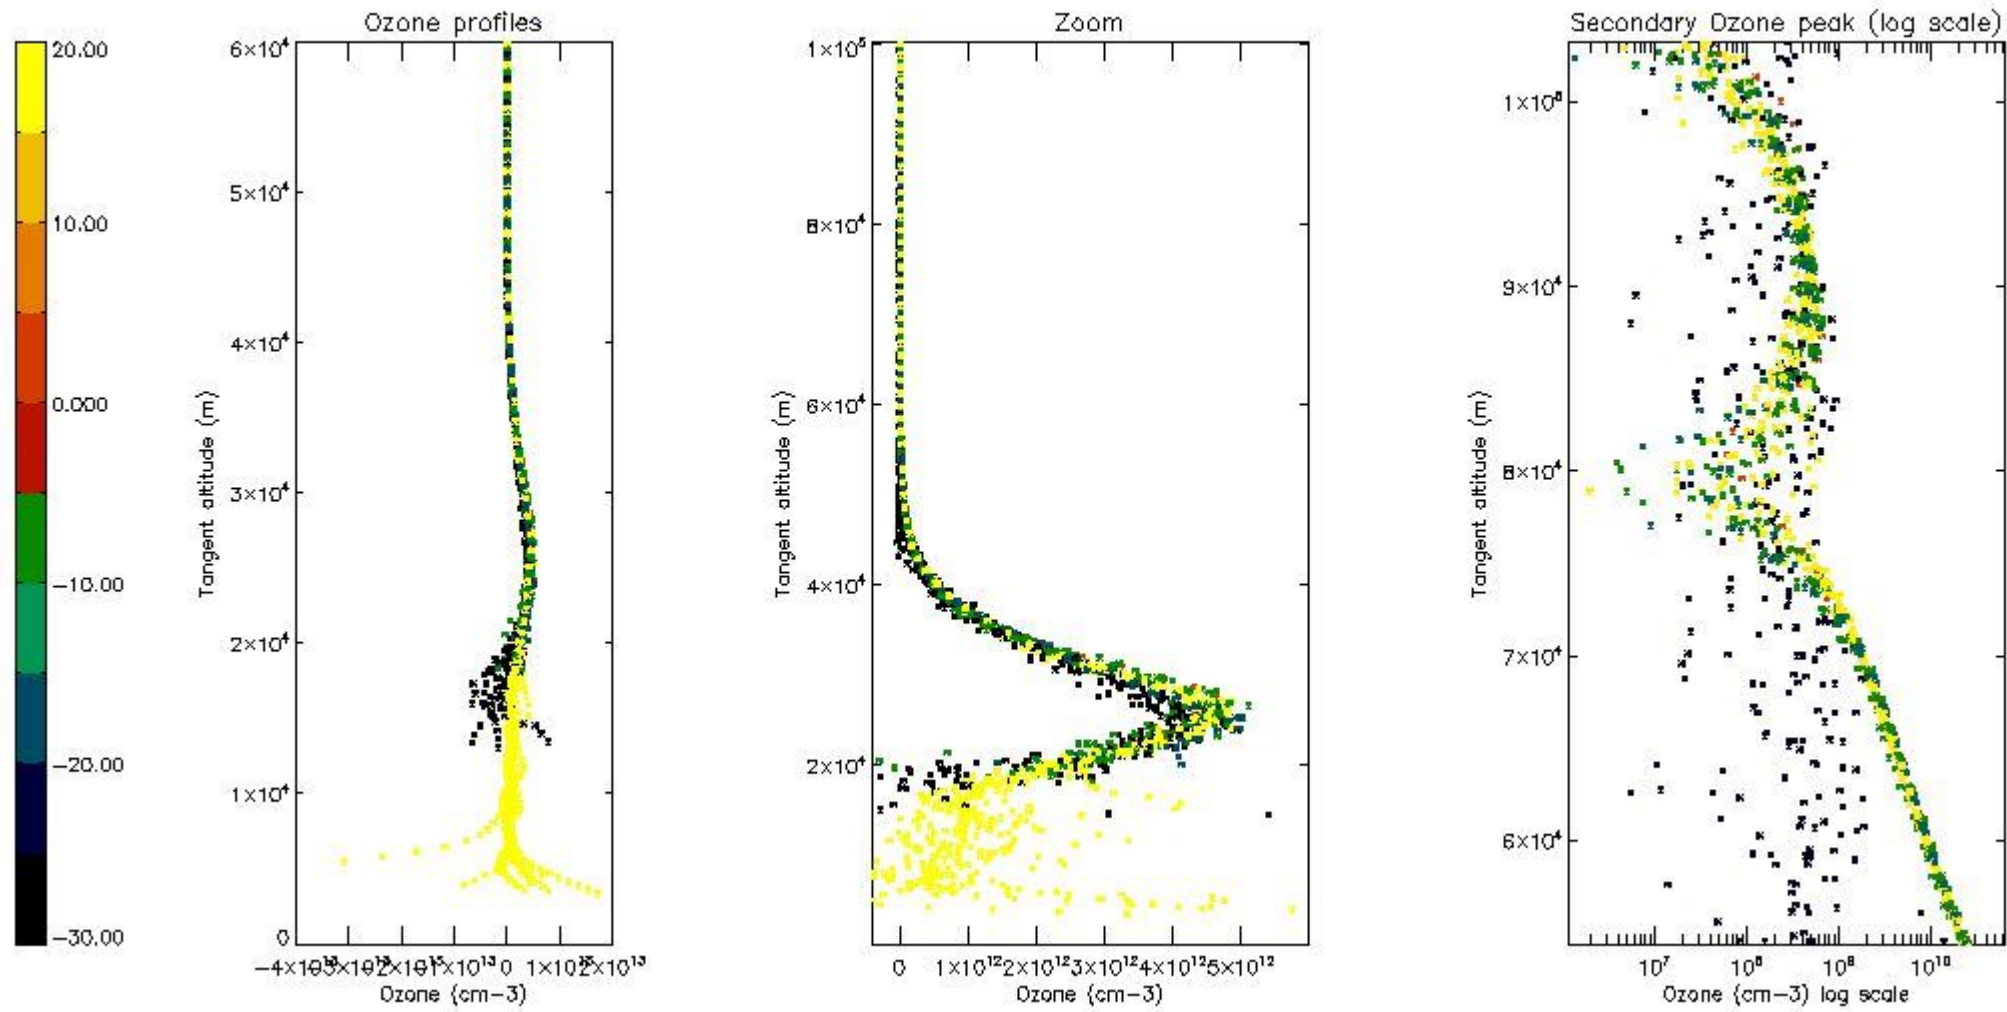 Ozone profiles
Zoom
Secondary Ozone peak (log scale)
20.00
10.00
0.000
−10.00
−20.00
−30.00
6×10⁴
5×10⁴
4×10⁴
3×10⁴
2×10⁴
1×10⁴
0
Tangent altitude (m)
0
1×10¹³
2×10¹³
Ozone (cm−3)
1×10⁵
8×10⁴
6×10⁴
4×10⁴
2×10⁴
Tangent altitude (m)
0 1×10¹² 2×10¹² 3×10¹² 4×10¹² 5×10¹²
Ozone (cm−3)
1×10⁵
9×10⁴
8×10⁴
7×10⁴
6×10⁴
Tangent altitude (m)
10⁷ 10⁸ 10⁹ 10¹⁰
Ozone (cm−3) log scale